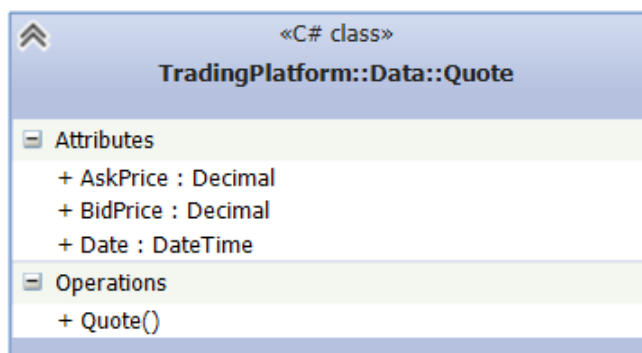 «C# class»
TradingPlatform::Data::Quote
Attributes
+ AskPrice : Decimal
+ BidPrice : Decimal
+ Date : DateTime
Operations
+ Quote()